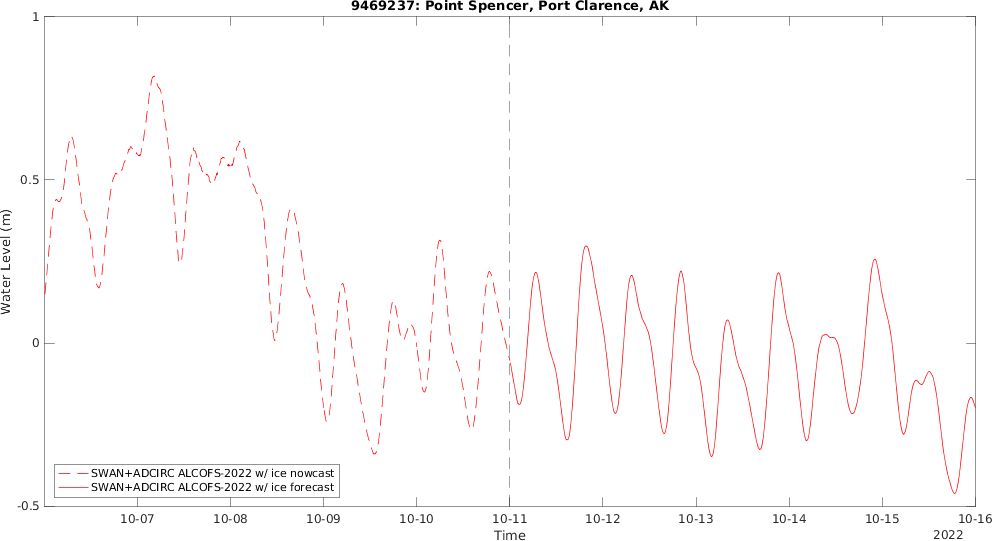 9469237: Point Spencer, Port Clarence, AK
1
0.5
0
-0.5
Water Level (m)
SWAN+ADCIRC ALCOFS-2022 w/ ice nowcast
SWAN+ADCIRC ALCOFS-2022 w/ ice forecast
10-07 10-08 10-09 10-10 10-11 10-12 10-13 10-14 10-15 10-16
Time
2022